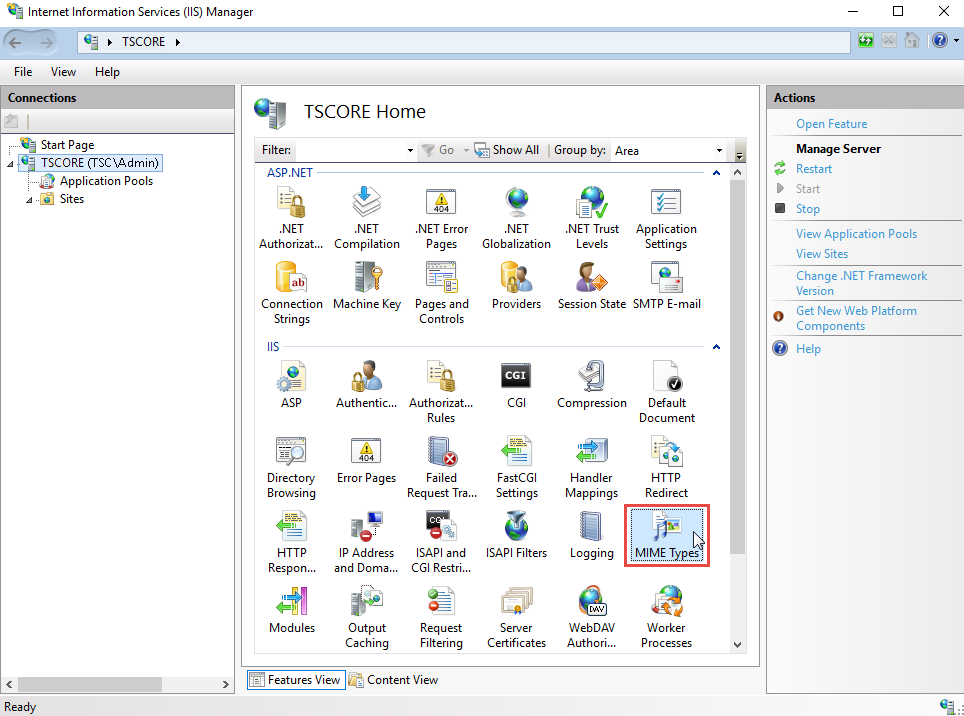 Internet Information Services (IIS) Manager
TSCORE
File View Help
Connections
Start Page
TSCORE (TSC\Admin)
Application Pools
Sites
TSCORE Home
Filter: Go Show All Group by: Area
ASP.NET
.NET Authorizat...
.NET Compilation
.NET Error Pages
.NET Globalization
.NET Trust Levels
Application Settings
Connection Strings
Machine Key
Pages and Controls
Providers
Session State
SMTP E-mail
IIS
ASP
Authentic...
Authorizat... Rules
CGI
Compression
Default Document
Directory Browsing
Error Pages
Failed Request Tra...
FastCGI Settings
Handler Mappings
HTTP Redirect
HTTP Respon...
IP Address and Doma...
ISAPI and CGI Restri...
ISAPI Filters
Logging
MIME Types
Modules
Output Caching
Request Filtering
Server Certificates
WebDAV Authori...
Worker Processes
Features View Content View
Actions
Open Feature
Manage Server
Restart
Start
Stop
View Application Pools
View Sites
Change .NET Framework
Version
Get New Web Platform
Components
Help
Ready